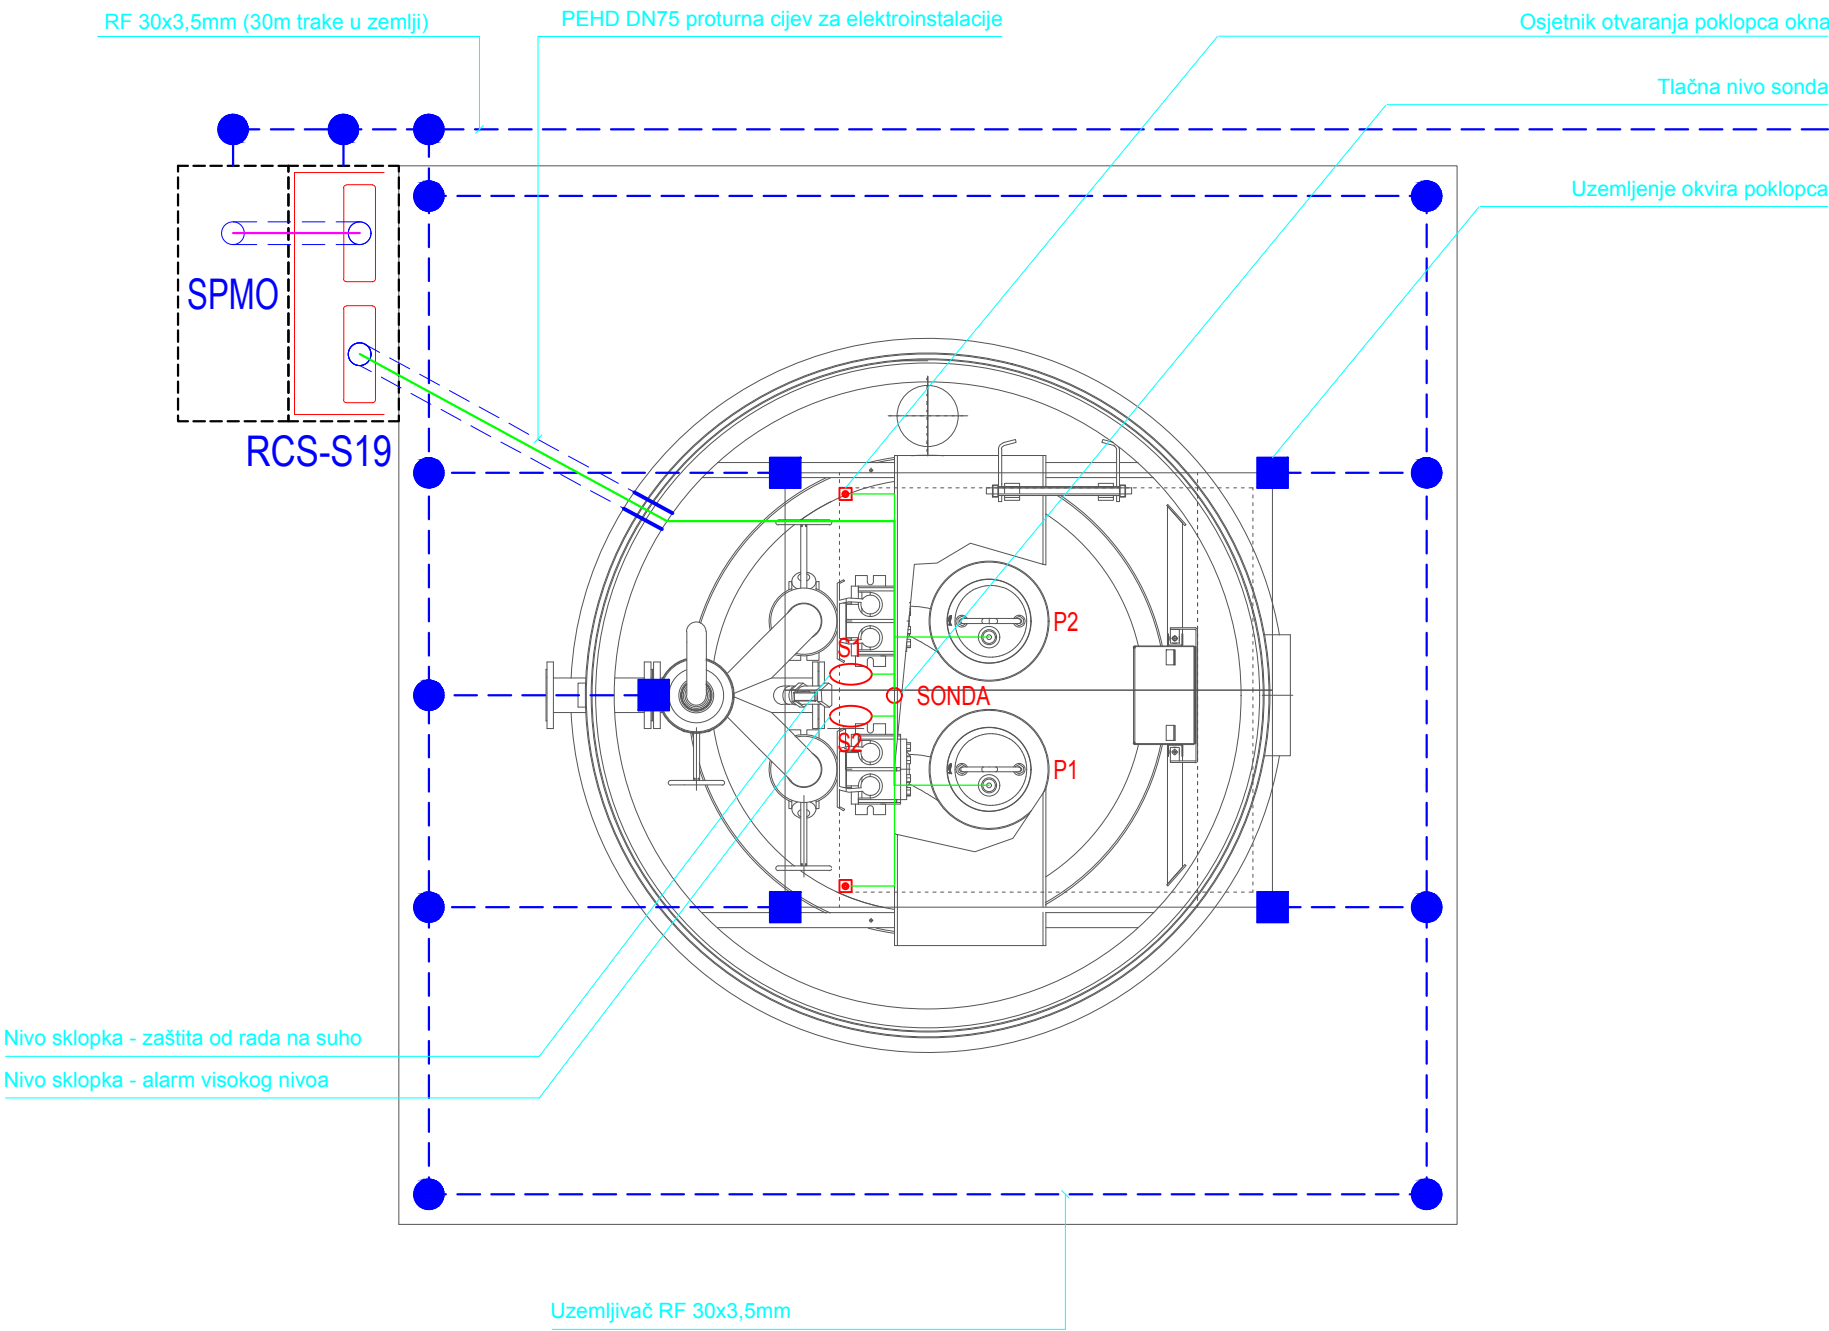 RF 30x3,5mm (30m trake u zemlji)
PEHD DN75 proturna cijev za elektroinstalacije
Osjetnik otvaranja poklopca okna
Tlačna nivo sonda
Uzemljenje okvira poklopca
SPMO
RCS-S19
P2
S1
SONDA
S2
P1
Nivo sklopka - zaštita od rada na suho
Nivo sklopka - alarm visokog nivoa
Uzemljivač RF 30x3,5mm